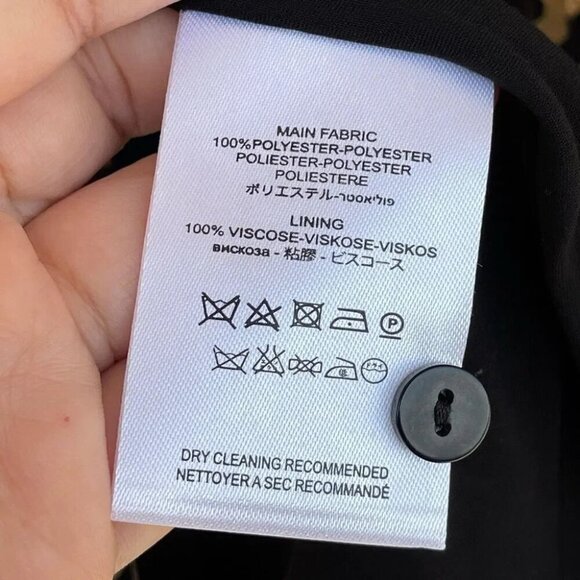 MAIN FABRIC
100%POLYESTER-POLYESTER
POLIESTER-POLYESTER
POLIESTERE
ポリエステル-פוליאסטר
LINING
100% VISCOSE-VISKOSE-VISKOS
вискоза - 粘膠 - ビスコース
P
DRY CLEANING RECOMMENDED
NETTOYER A SEC RECOMMANDÉ